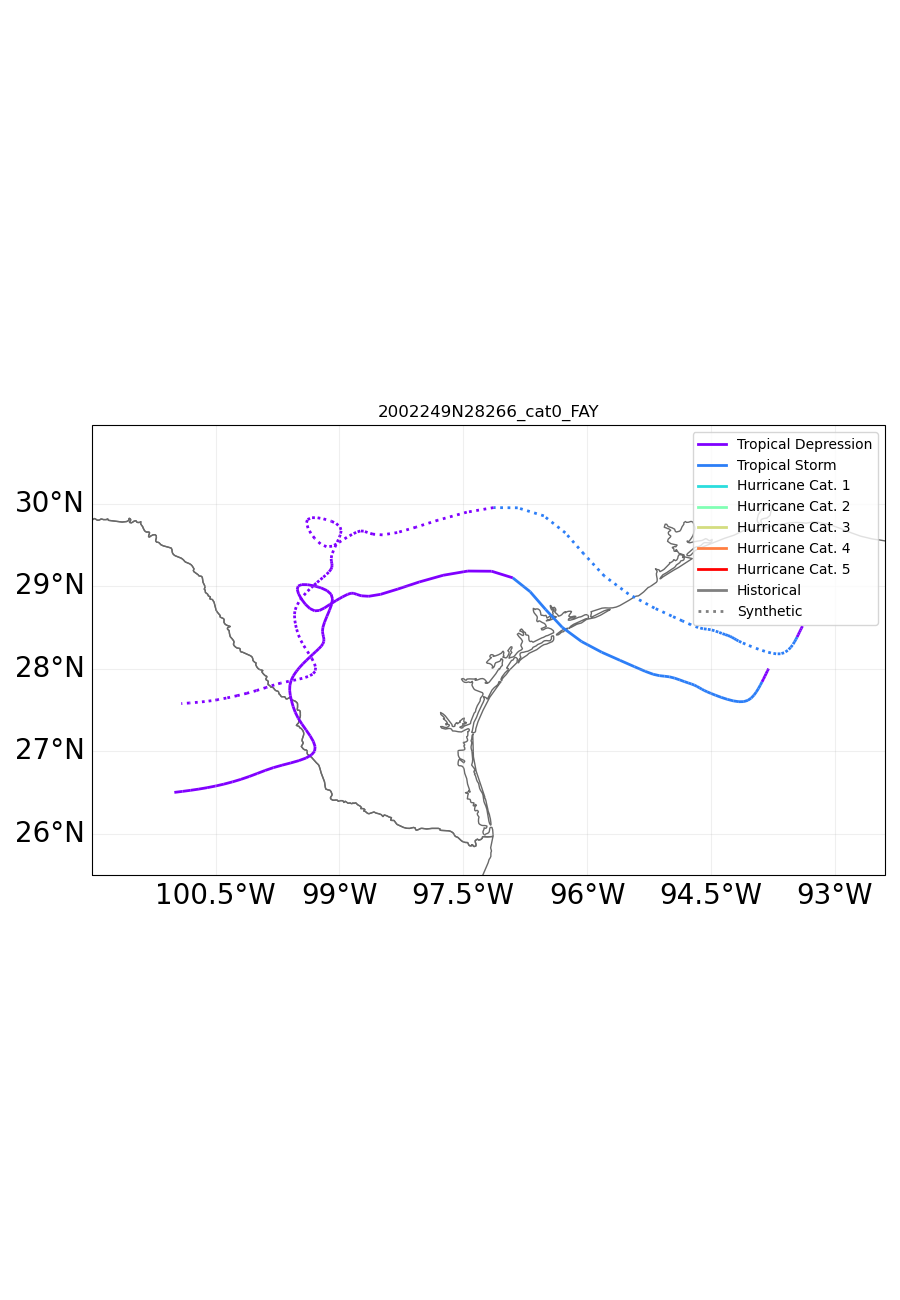 2002249N28266_cat0_FAY
Tropical Depression
Tropical Storm
Hurricane Cat. 1
Hurricane Cat. 2
Hurricane Cat. 3
Hurricane Cat. 4
Hurricane Cat. 5
Historical
Synthetic
30°N
29°N
28°N
27°N
26°N
100.5°W 99°W 97.5°W 96°W 94.5°W 93°W